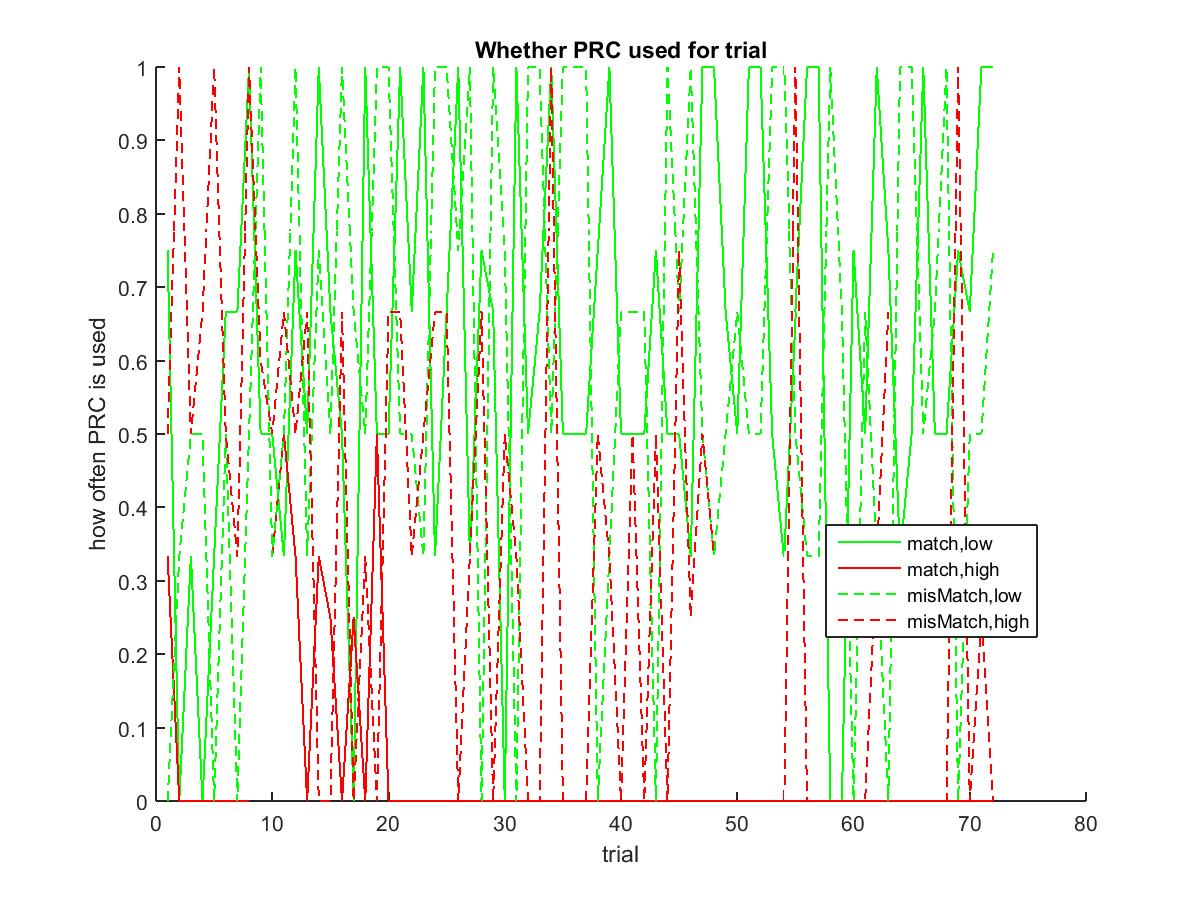 Whether PRC used for trial
how often PRC is used
1
0.9
0.8
0.7
0.6
0.5
0.4
0.3
0.2
0.1
0
match,low
match,high
misMatch,low
misMatch,high
0 10 20 30 40 50 60 70 80
trial